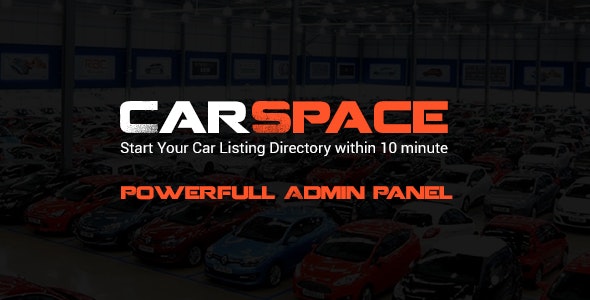 CARSPACE
Start Your Car Listing Directory within 10 minute
POWERFULL ADMIN PANEL